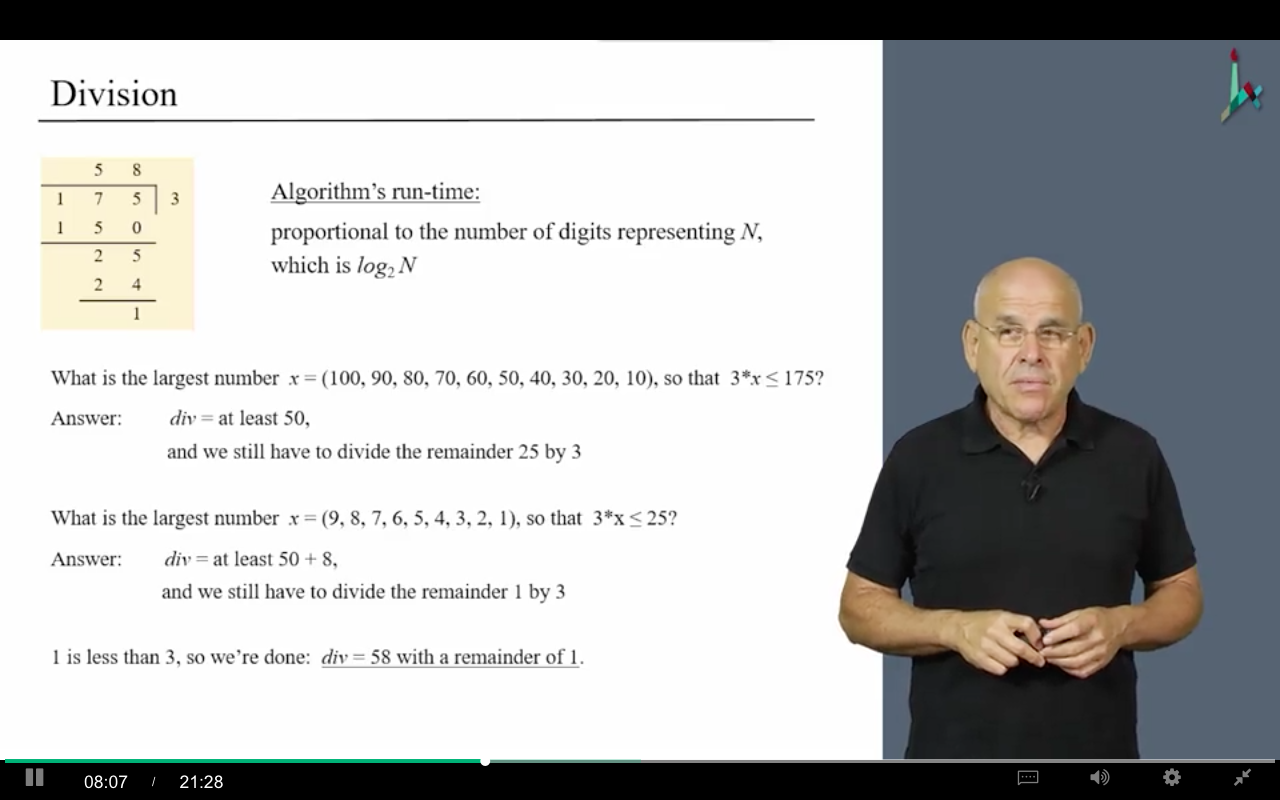 Division
5 8
1 7 5 3
1 5 0
2 5
2 4
1
Algorithm's run-time:
proportional to the number of digits representing N,
which is log₂ N
What is the largest number x = (100, 90, 80, 70, 60, 50, 40, 30, 20, 10), so that 3*x ≤ 175?
Answer: div = at least 50,
and we still have to divide the remainder 25 by 3
What is the largest number x = (9, 8, 7, 6, 5, 4, 3, 2, 1), so that 3*x ≤ 25?
Answer: div = at least 50 + 8,
and we still have to divide the remainder 1 by 3
1 is less than 3, so we're done: div = 58 with a remainder of 1.
08:07 / 21:28